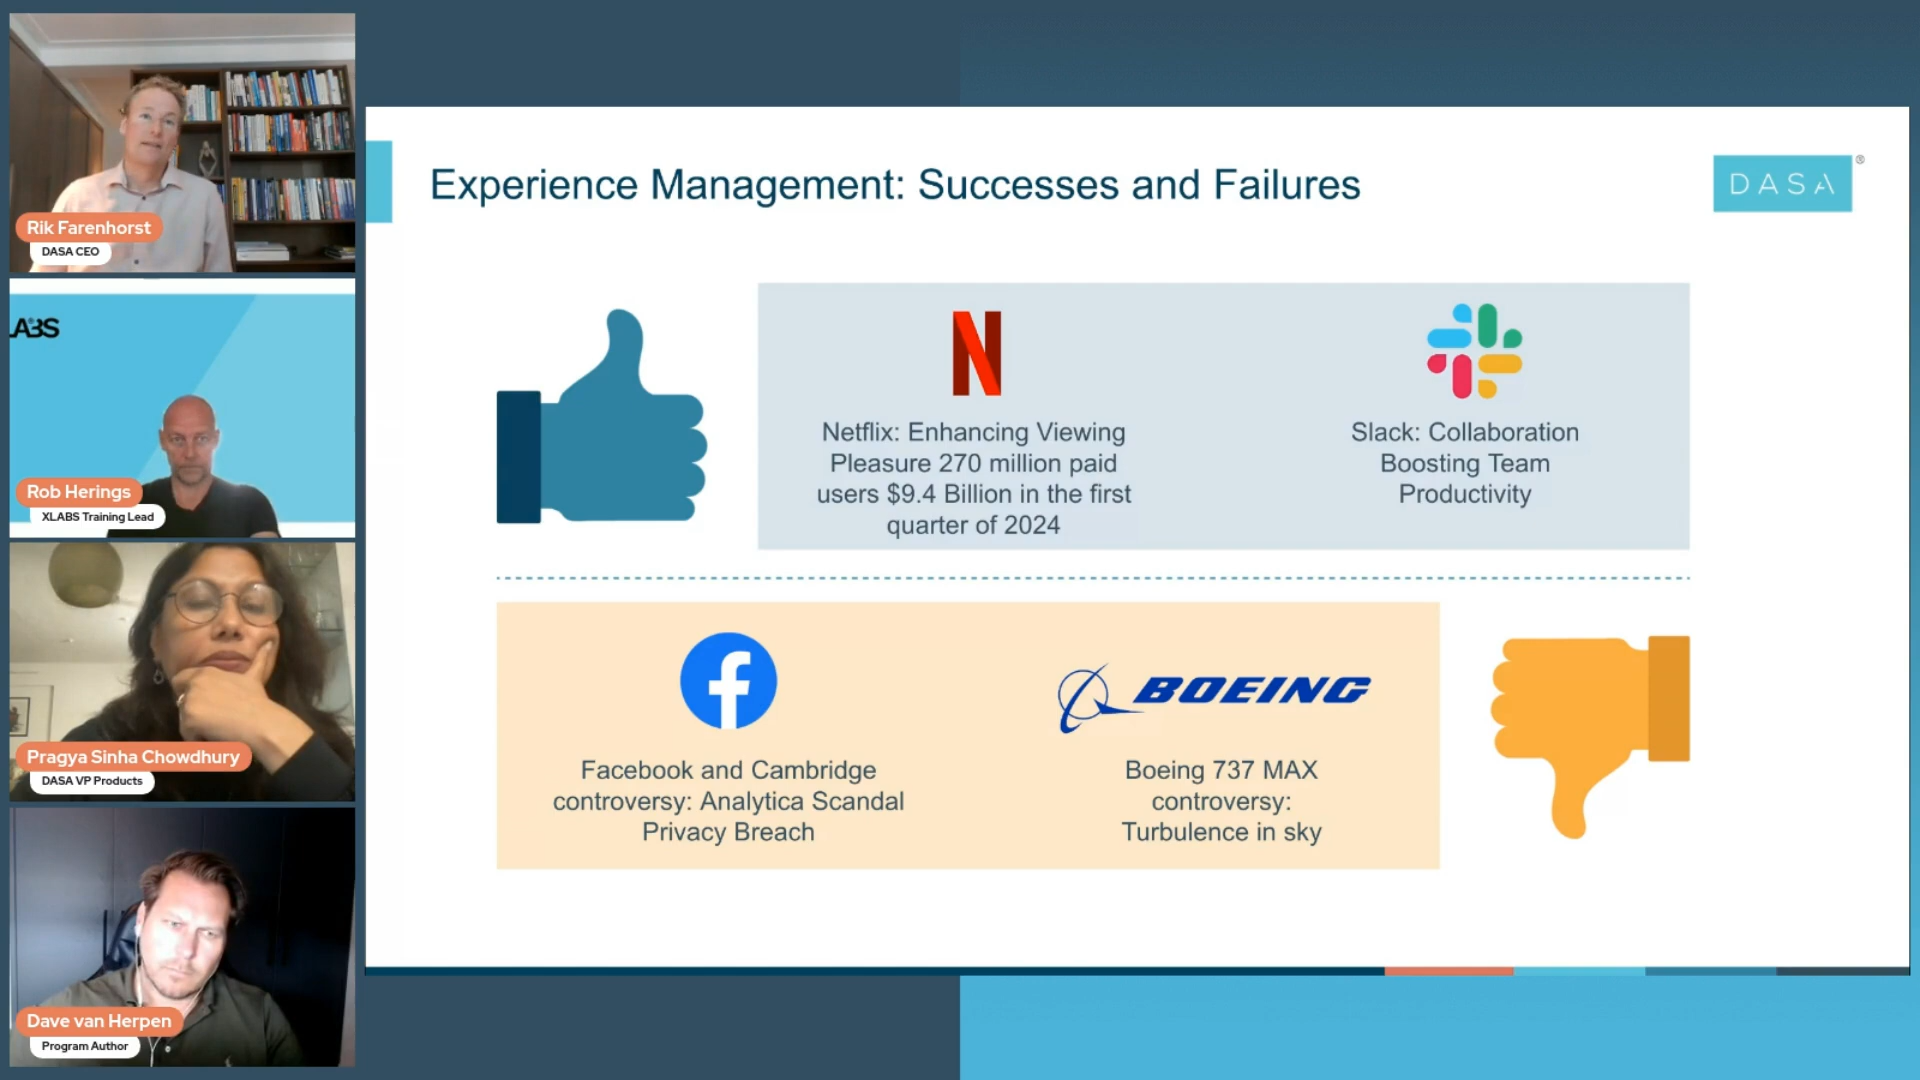 Rik Farenhorst
DASA CEO
LABS
Rob Herings
XLABS Training Lead
Pragya Sinha Chowdhury
DASA VP Products
Dave van Herpen
Program Author
Experience Management: Successes and Failures
DASA®
Netflix: Enhancing Viewing
Pleasure 270 million paid
users $9.4 Billion in the first
quarter of 2024
Slack: Collaboration
Boosting Team
Productivity
BOEING
Facebook and Cambridge
controversy: Analytica Scandal
Privacy Breach
Boeing 737 MAX
controversy:
Turbulence in sky